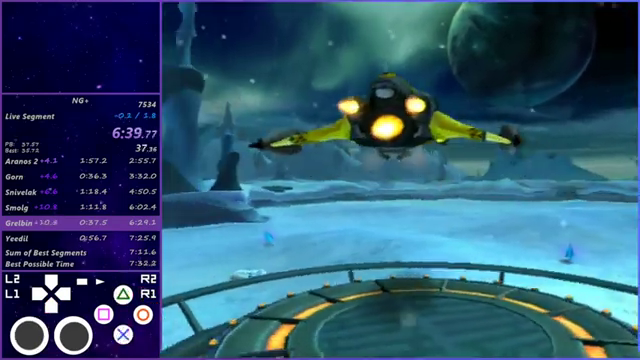 NG+ 7534
Live Segment -0.2 / 1.8
6:39.77
PB: 37.57
Best: 35.72 37.36
Aranos 2 +4.1 1:57.2 2:55.7
Gorn +4.6 0:36.3 3:32.0
Snivelak +6.6 1:18.4 4:50.5
Smolg +10.8 1:11.8 6:02.4
Grelbin +10.8 0:37.5 6:29.1
Yeedil 0:56.7 7:25.9
Sum of Best Segments 7:11.6
Best Possible Time 7:32.2
L2 R2
L1 R1